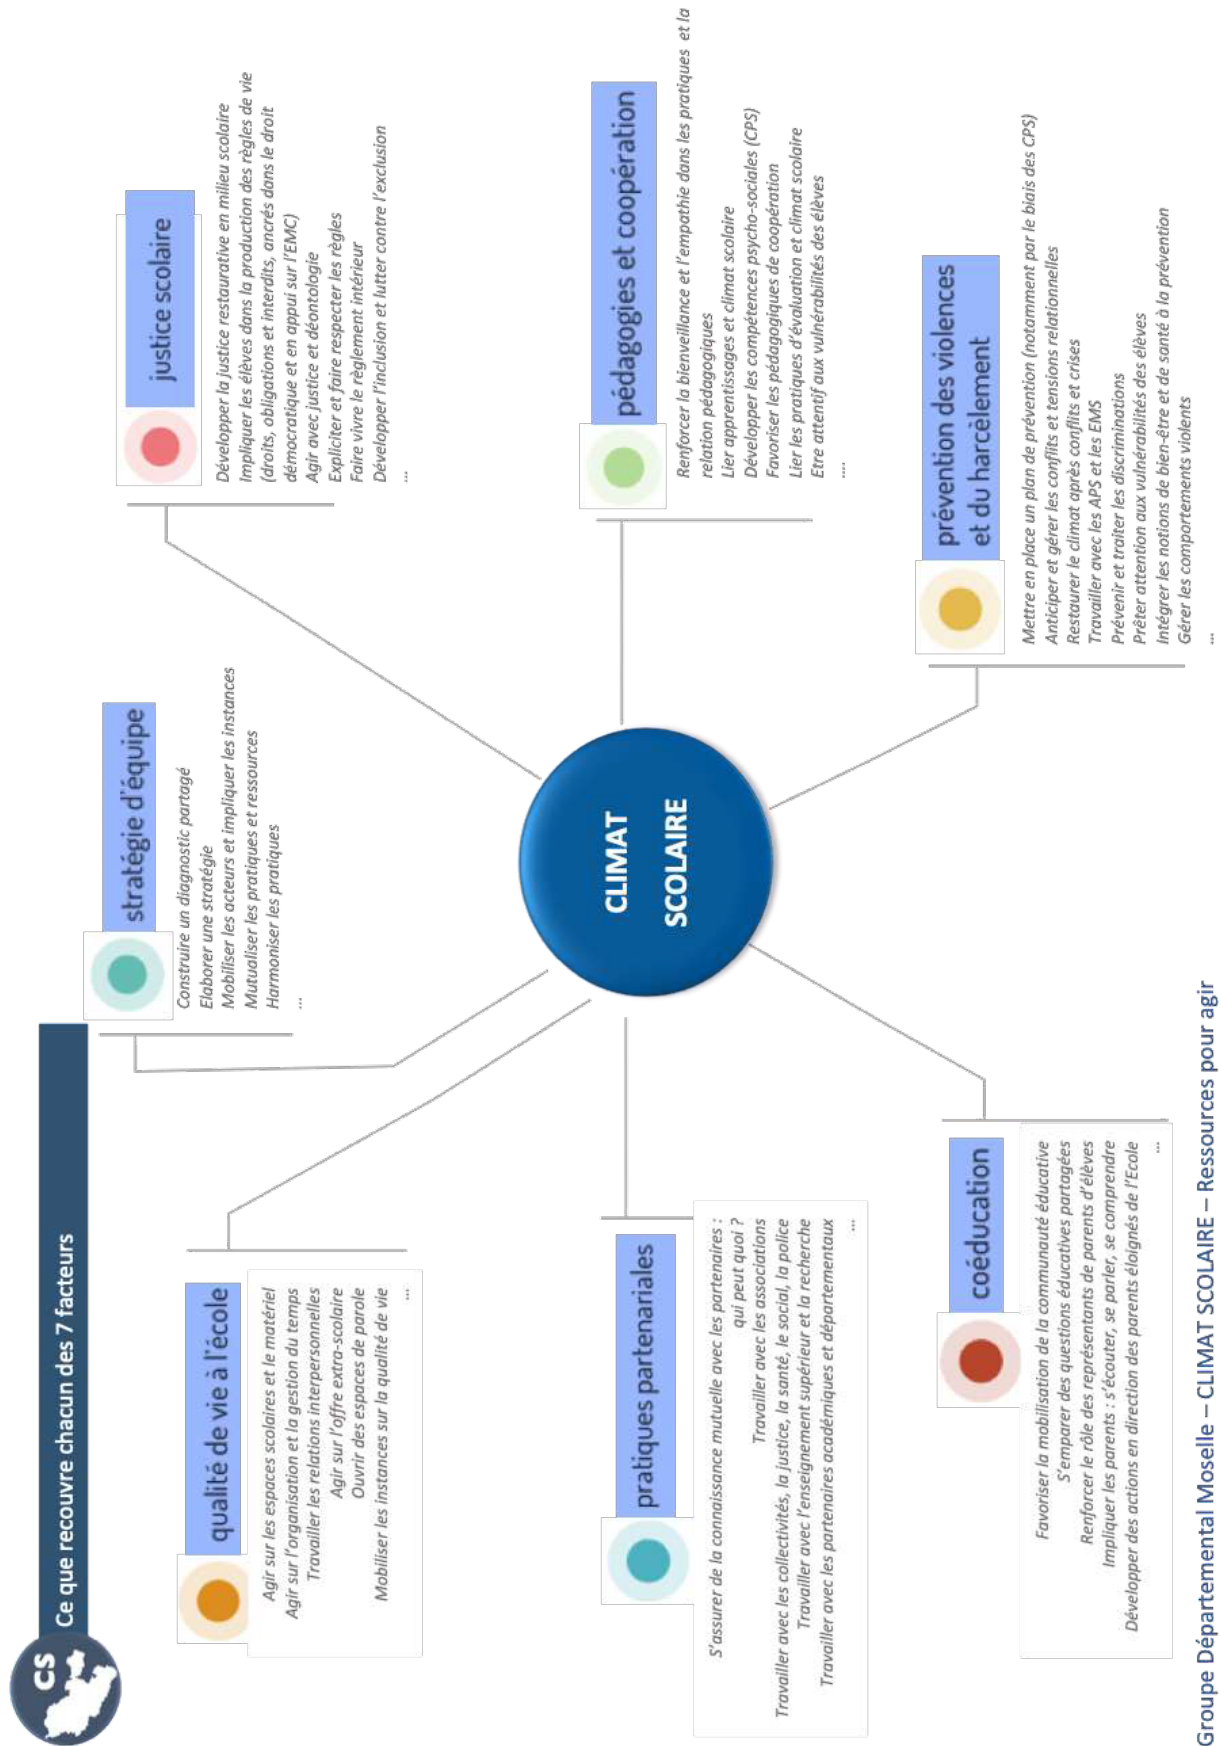 CS
Ce que recouvre chacun des 7 facteurs
stratégie d'équipe
Construire un diagnostic partagé
Elaborer une stratégie
Mobiliser les acteurs et impliquer les instances
Mutualiser les pratiques et ressources
Harmoniser les pratiques
...
justice scolaire
Développer la justice restaurative en milieu scolaire
Impliquer les élèves dans la production des règles de vie
(droits, obligations et interdits, ancrés dans le droit
démocratique et en appui sur l'EMC)
Agir avec justice et déontologie
Expliciter et faire respecter les règles
Faire vivre le règlement intérieur
Développer l'inclusion et lutter contre l'exclusion
...
qualité de vie à l'école
Agir sur les espaces scolaires et le matériel
Agir sur l'organisation et la gestion du temps
Travailler les relations interpersonnelles
Agir sur l'offre extra-scolaire
Ouvrir des espaces de parole
Mobiliser les instances sur la qualité de vie
...
CLIMAT
SCOLAIRE
pédagogies et coopération
Renforcer la bienveillance et l'empathie dans les pratiques et la
relation pédagogiques
Lier apprentissages et climat scolaire
Développer les compétences psycho-sociales (CPS)
Favoriser les pédagogiques de coopération
Lier les pratiques d'évaluation et climat scolaire
Etre attentif aux vulnérabilités des élèves
....
pratiques partenariales
S'assurer de la connaissance mutuelle avec les partenaires :
qui peut quoi ?
Travailler avec les associations
Travailler avec les collectivités, la justice, la santé, le social, la police
Travailler avec l'enseignement supérieur et la recherche
Travailler avec les partenaires académiques et départementaux
...
prévention des violences
et du harcèlement
Mettre en place un plan de prévention (notamment par le biais des CPS)
Anticiper et gérer les conflits et tensions relationnelles
Restaurer le climat après conflits et crises
Travailler avec les APS et les EMS
Prévenir et traiter les discriminations
Prêter attention aux vulnérabilités des élèves
Intégrer les notions de bien-être et de santé à la prévention
Gérer les comportements violents
...
coéducation
Favoriser la mobilisation de la communauté éducative
S'emparer des questions éducatives partagées
Renforcer le rôle des représentants de parents d'élèves
Impliquer les parents : s'écouter, se parler, se comprendre
Développer des actions en direction des parents éloignés de l'Ecole
...
Groupe Départemental Moselle – CLIMAT SCOLAIRE – Ressources pour agir